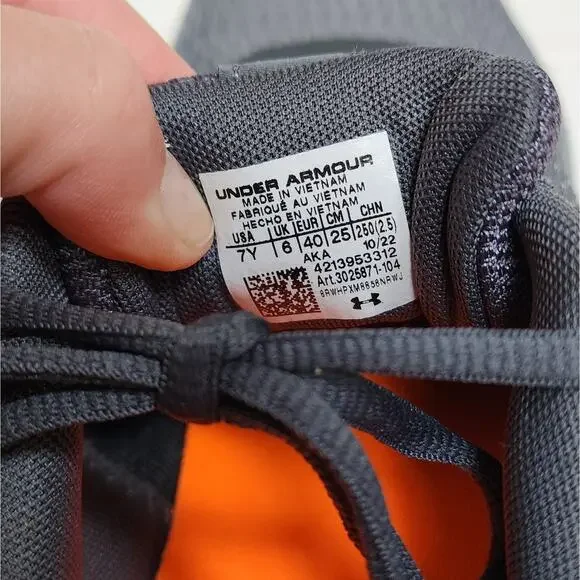 UNDER ARMOUR
MADE IN VIETNAM
FABRIQUÉ AU VIETNAM
HECHO EN VIETNAM
USA UK EUR CM CHN
7Y 6 40 25 250(2.5)
AKA 10/22
4213953312
Art.3025871-104
9RWHPXM8858NRWJ